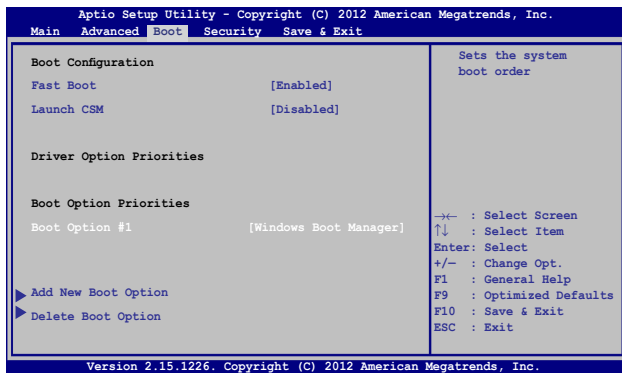 Aptio Setup Utility - Copyright (C) 2012 American Megatrends, Inc.
Main Advanced Boot Security Save & Exit
Boot Configuration
Fast Boot [Enabled]
Launch CSM [Disabled]
Driver Option Priorities
Boot Option Priorities
Boot Option #1 [Windows Boot Manager]
Add New Boot Option
Delete Boot Option
Sets the system
boot order
→← : Select Screen
↑↓ : Select Item
Enter: Select
+/— : Change Opt.
F1 : General Help
F9 : Optimized Defaults
F10 : Save & Exit
ESC : Exit
Version 2.15.1226. Copyright (C) 2012 American Megatrends, Inc.